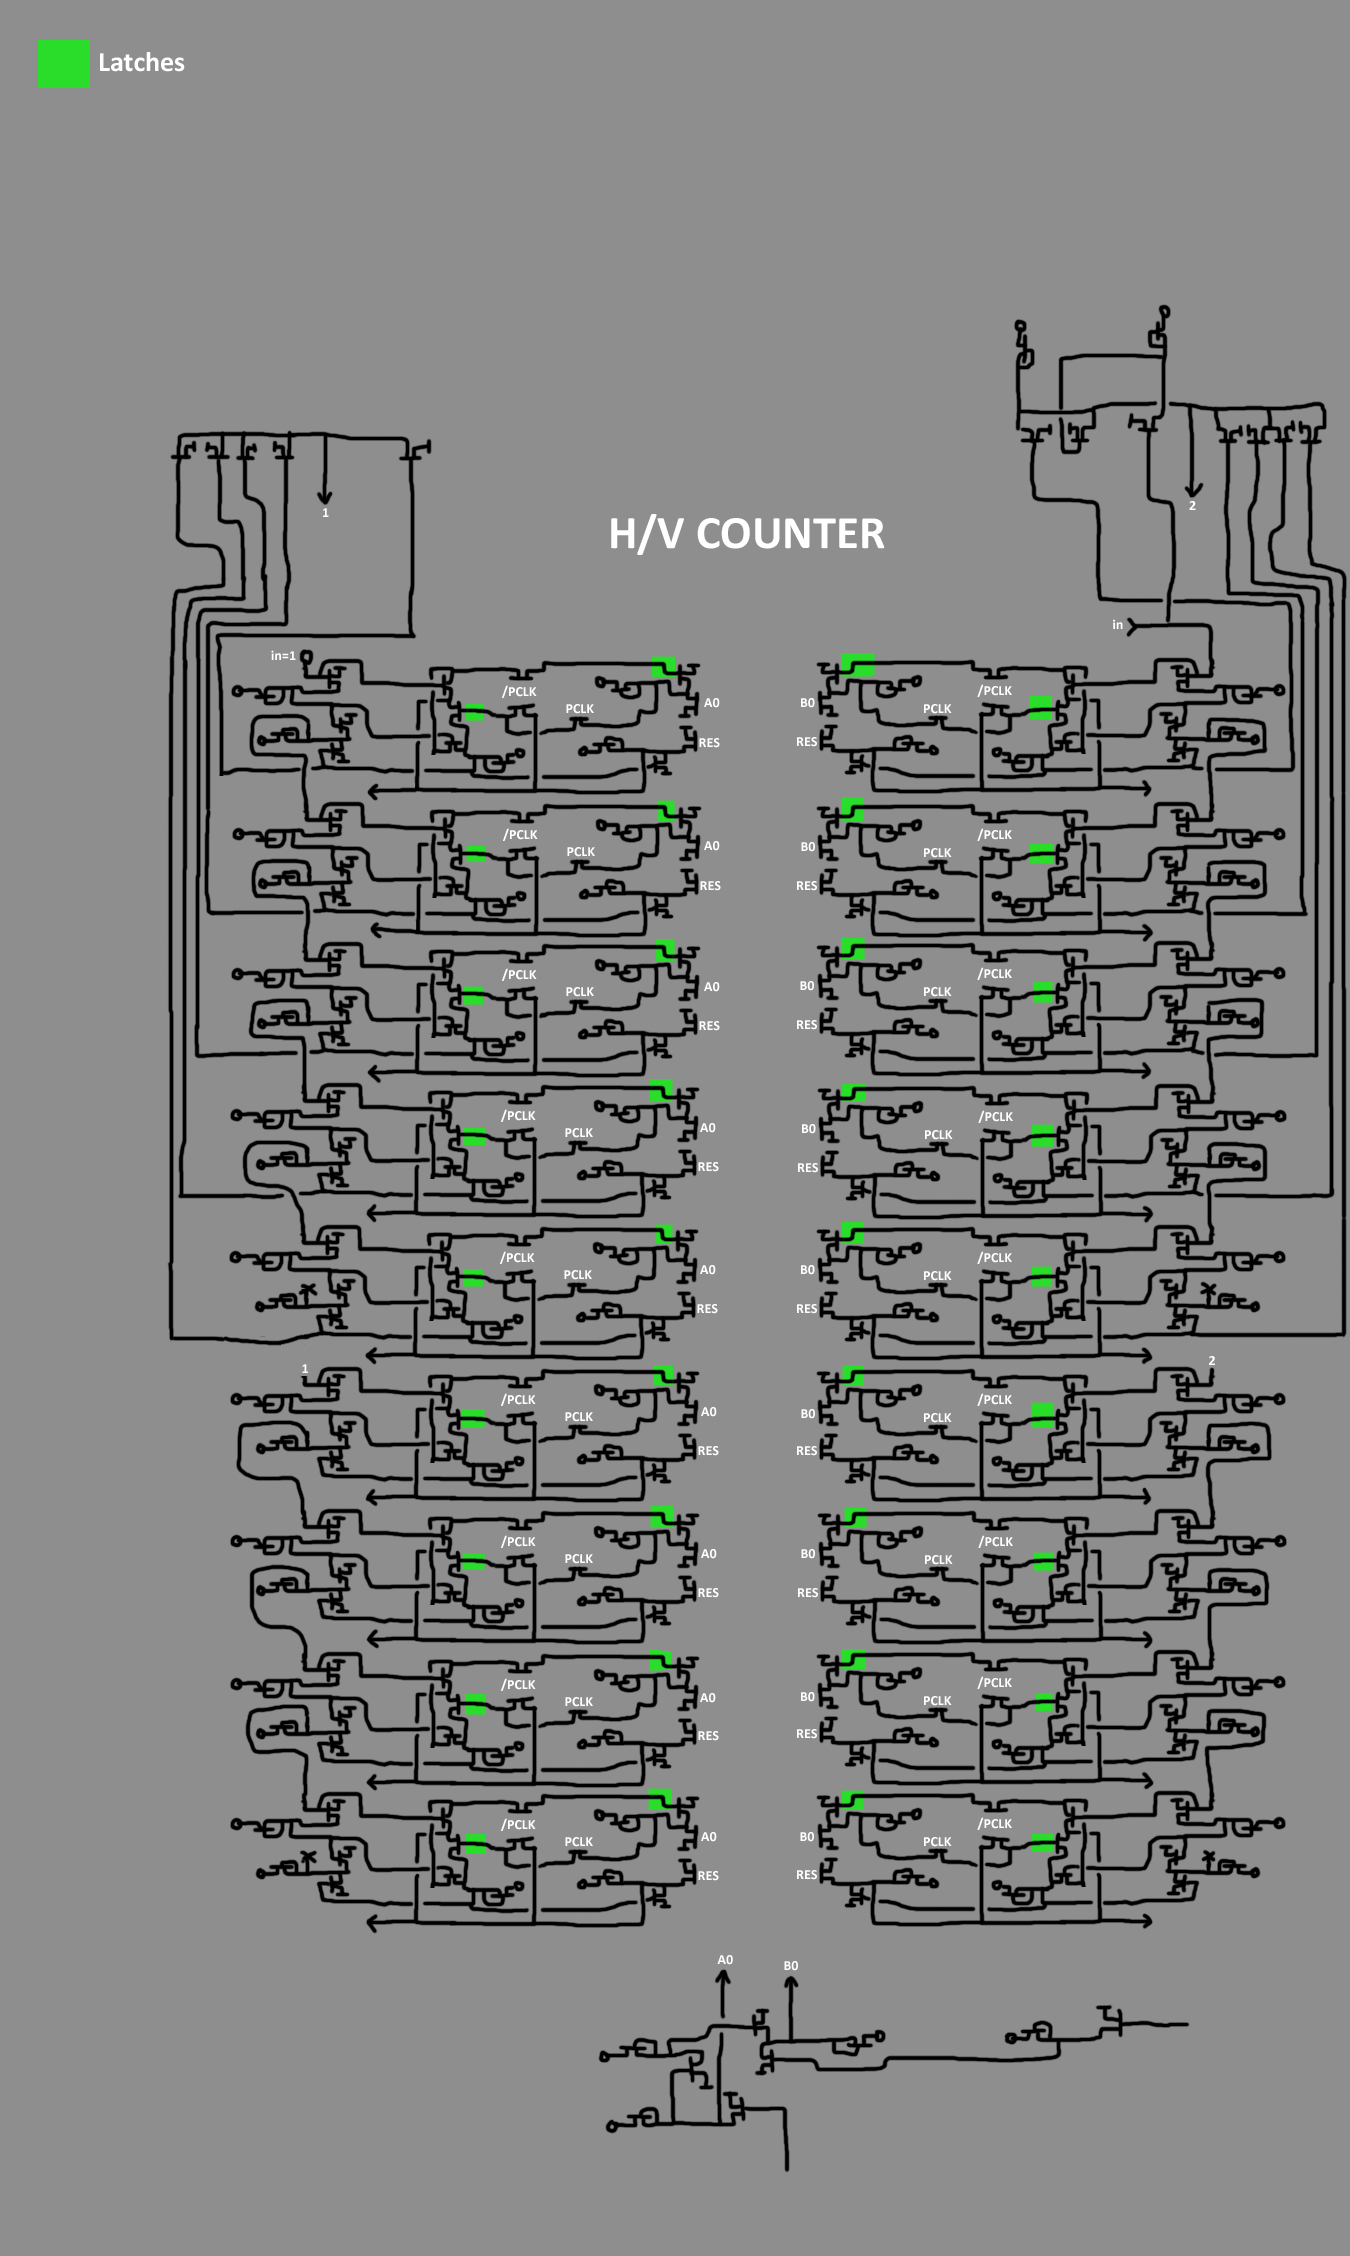 Latches
1
2
H/V COUNTER
in
in=1
/PCLK
PCLK
A0
RES
B0
RES
PCLK
/PCLK
/PCLK
PCLK
A0
RES
B0
RES
PCLK
/PCLK
/PCLK
PCLK
A0
RES
B0
RES
PCLK
/PCLK
/PCLK
PCLK
A0
RES
B0
RES
PCLK
/PCLK
/PCLK
PCLK
A0
RES
B0
RES
PCLK
/PCLK
1
2
/PCLK
PCLK
A0
RES
B0
RES
PCLK
/PCLK
/PCLK
PCLK
A0
RES
B0
RES
PCLK
/PCLK
/PCLK
PCLK
A0
RES
B0
RES
PCLK
/PCLK
/PCLK
PCLK
A0
RES
B0
RES
PCLK
/PCLK
A0
B0